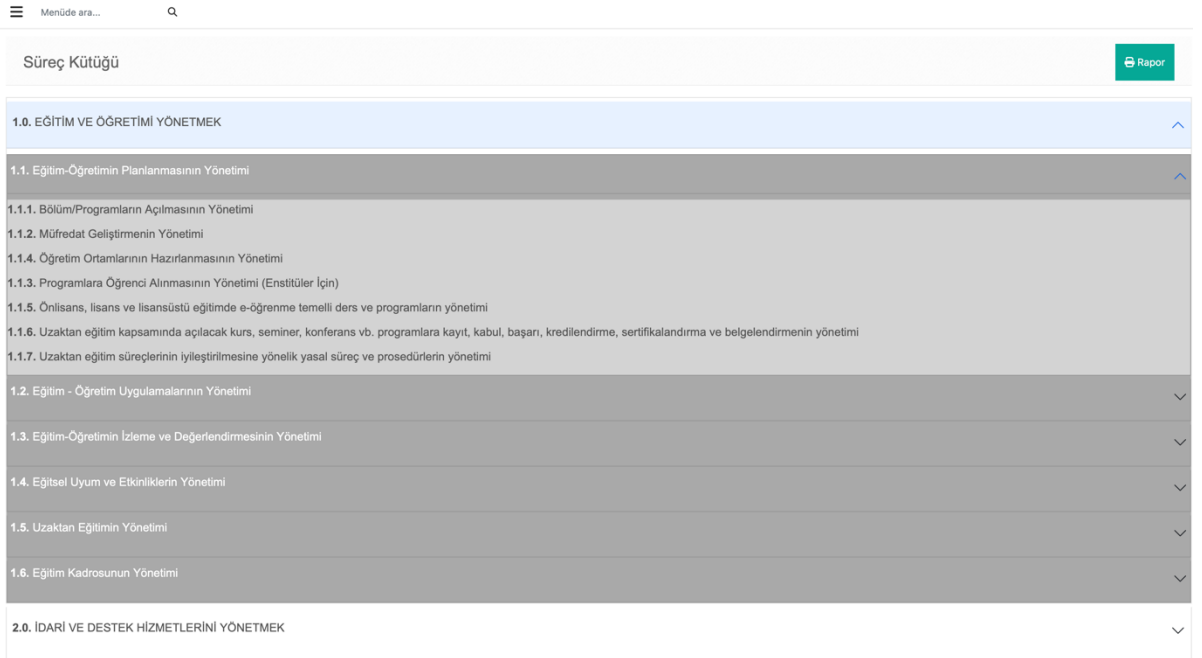 Menüde ara...
Süreç Kütüğü
Rapor
1.0. EĞİTİM VE ÖĞRETİMİ YÖNETMEK
1.1. Eğitim-Öğretimin Planlanmasının Yönetimi
1.1.1. Bölüm/Programların Açılmasının Yönetimi
1.1.2. Müfredat Geliştirmenin Yönetimi
1.1.4. Öğretim Ortamlarının Hazırlanmasının Yönetimi
1.1.3. Programlara Öğrenci Alınmasının Yönetimi (Enstitüler İçin)
1.1.5. Önlisans, lisans ve lisansüstü eğitimde e-öğrenme temelli ders ve programların yönetimi
1.1.6. Uzaktan eğitim kapsamında açılacak kurs, seminer, konferans vb. programlara kayıt, kabul, başarı, kredilendirme, sertifikalandırma ve belgelendirmenin yönetimi
1.1.7. Uzaktan eğitim süreçlerinin iyileştirilmesine yönelik yasal süreç ve prosedürlerin yönetimi
1.2. Eğitim - Öğretim Uygulamalarının Yönetimi
1.3. Eğitim-Öğretimin İzleme ve Değerlendirmesinin Yönetimi
1.4. Eğitsel Uyum ve Etkinliklerin Yönetimi
1.5. Uzaktan Eğitimin Yönetimi
1.6. Eğitim Kadrosunun Yönetimi
2.0. İDARİ VE DESTEK HİZMETLERİNİ YÖNETMEK